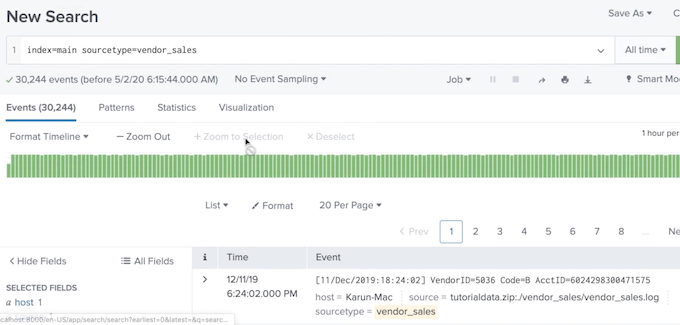 New Search
Save As ▾
1 index=main sourcetype=vendor_sales
All time ▾
✓ 30,244 events (before 5/2/20 6:15:44.000 AM)
No Event Sampling ▾
Job ▾
Smart Mo
Events (30,244)
Patterns
Statistics
Visualization
Format Timeline ▾
— Zoom Out
+ Zoom to Selection
× Deselect
1 hour per
List ▾
Format
20 Per Page ▾
< Prev
1 2 3 4 5 6 7 8 ... Ne
< Hide Fields
All Fields
i Time Event
SELECTED FIELDS
a host 1
> 12/11/19
6:24:02.000 PM
[11/Dec/2019:18:24:02] VendorID=5036 Code=B AcctID=6024298300471575
host = Karun-Mac source = tutorialdata.zip:./vendor_sales/vendor_sales.log
sourcetype = vendor_sales
calhost:8000/en-US/app/search/search?earliest=0&latest=&q=searc...